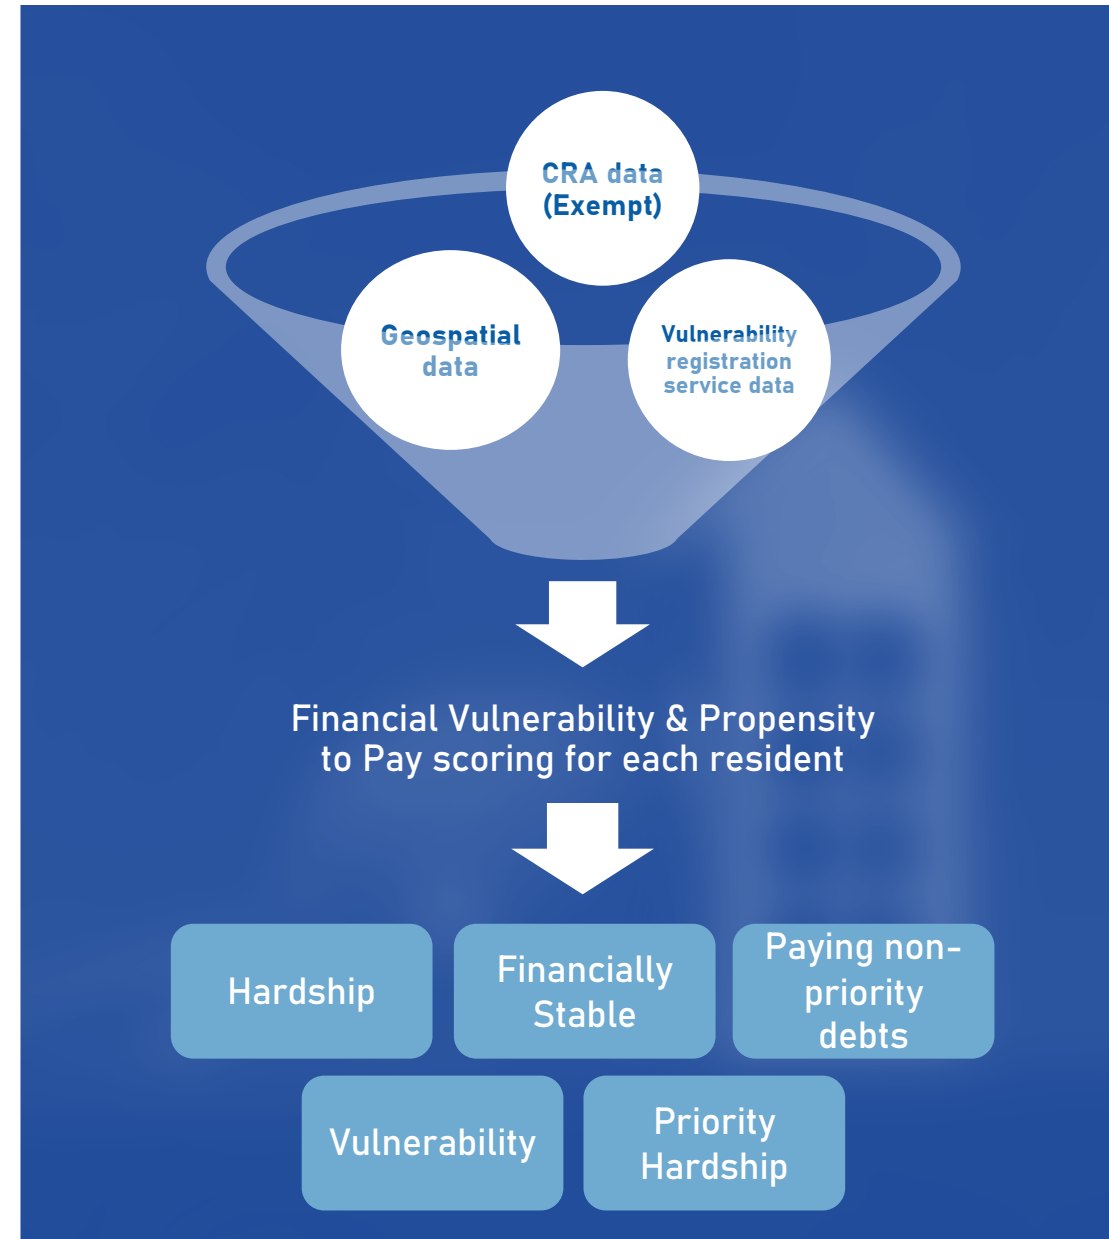 CRA data
(Exempt)
Geospatial
data
Vulnerability
registration
service data
Financial Vulnerability & Propensity
to Pay scoring for each resident
Hardship
Financially
Stable
Paying non-
priority
debts
Vulnerability
Priority
Hardship